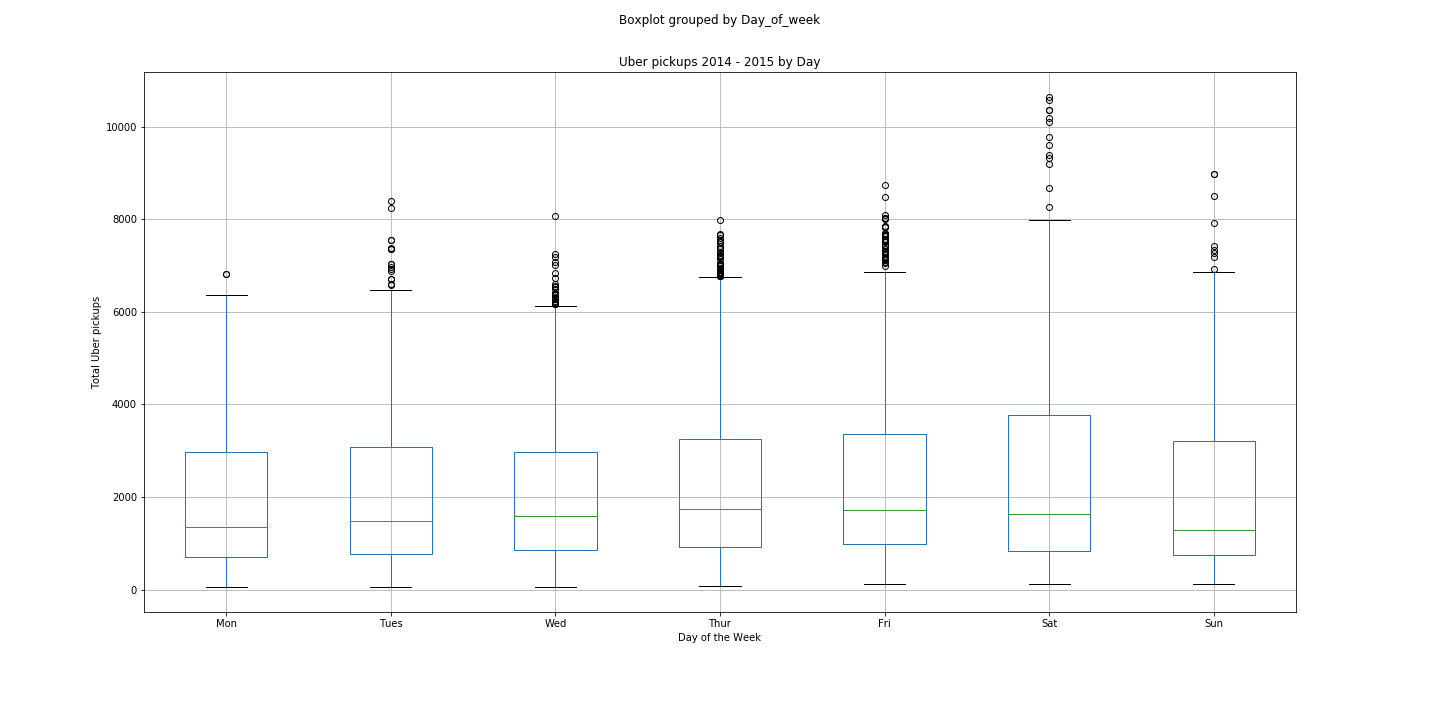 Boxplot grouped by Day_of_week
Uber pickups 2014 - 2015 by Day
10000
8000
6000
4000
2000
0
Total Uber pickups
Mon Tues Wed Thur Fri Sat Sun
Day of the Week